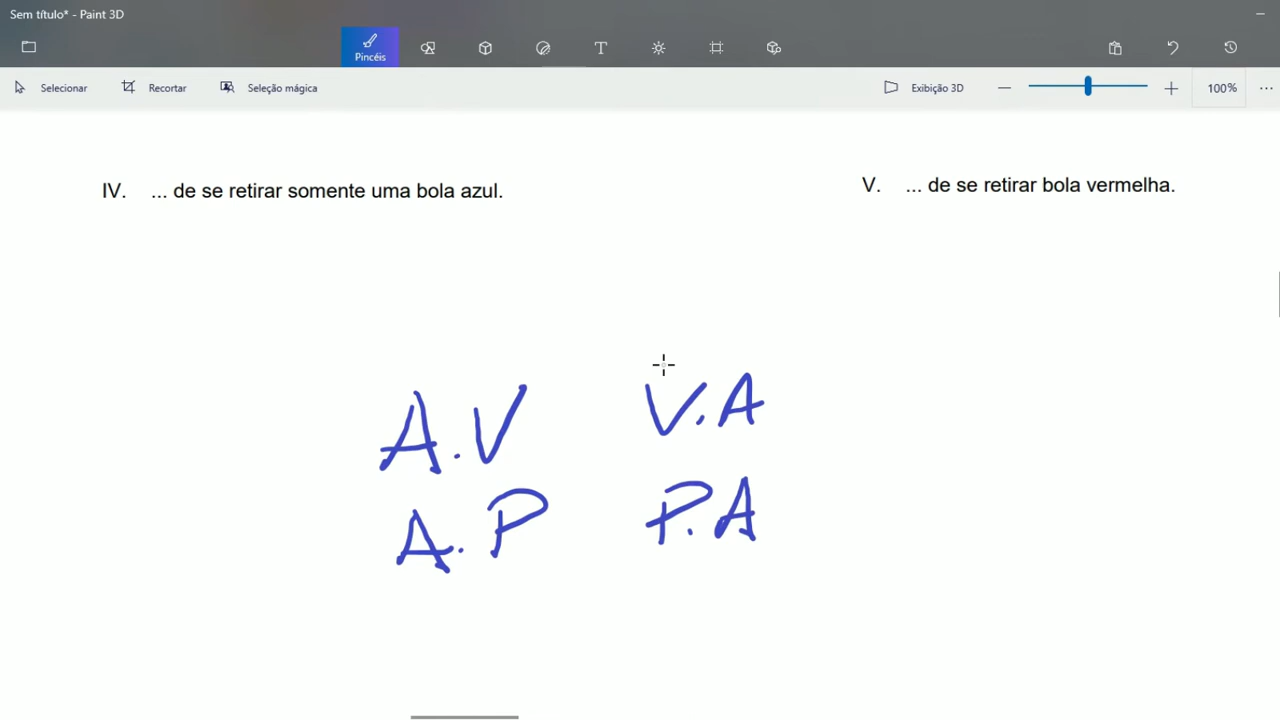 Sem título* - Paint 3D
Pincéis
Selecionar Recortar Seleção mágica Exibição 3D 100%
IV. ... de se retirar somente uma bola azul.
V. ... de se retirar bola vermelha.
A.V V.A
A.P P.A